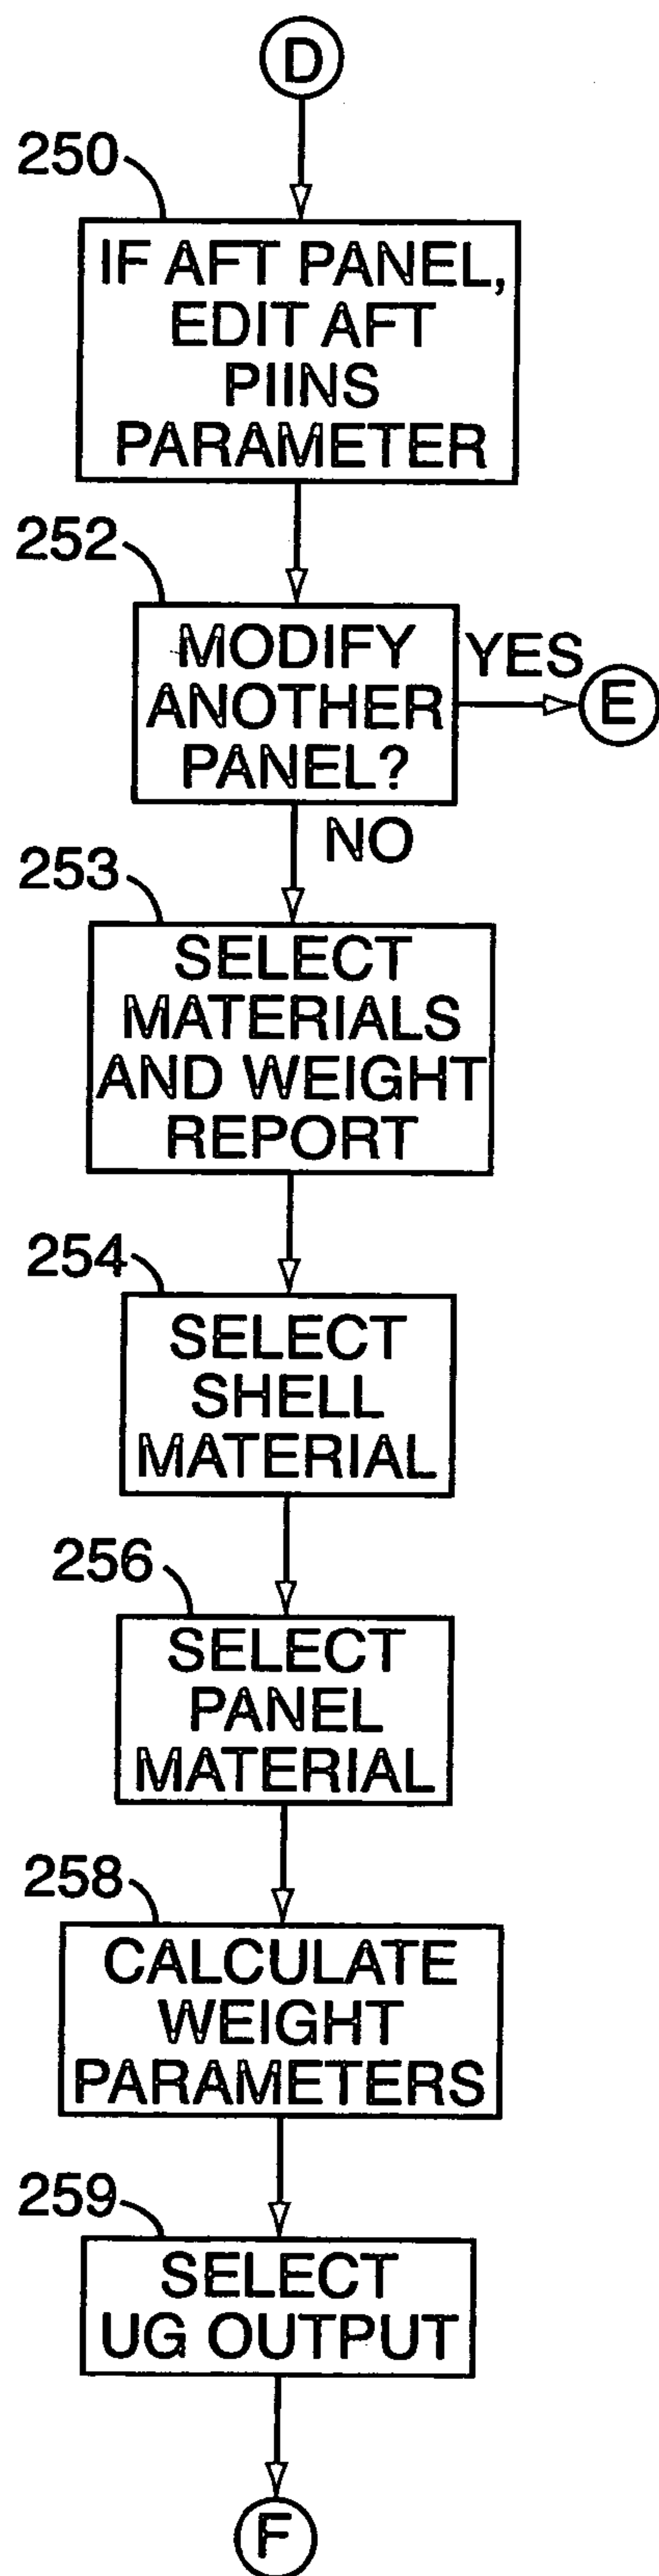 D
250
IF AFT PANEL,
EDIT AFT
PIINS
PARAMETER
252
MODIFY
ANOTHER
PANEL?
YES
E
NO
253
SELECT
MATERIALS
AND WEIGHT
REPORT
254
SELECT
SHELL
MATERIAL
256
SELECT
PANEL
MATERIAL
258
CALCULATE
WEIGHT
PARAMETERS
259
SELECT
UG OUTPUT
F